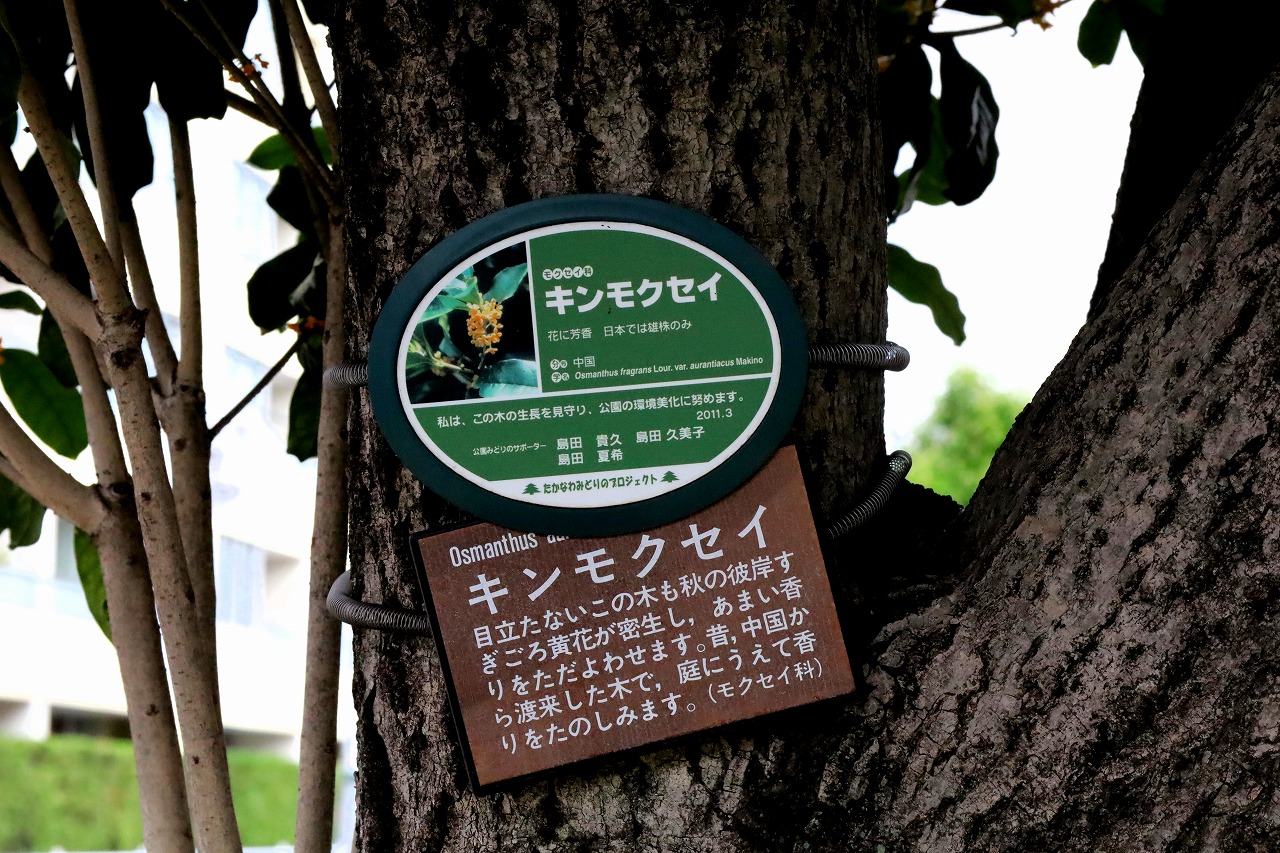 モクセイ科
キンモクセイ
花に芳香 日本では雄株のみ
分布 中国
学名 Osmanthus fragrans Lour. var. aurantiacus Makino
私は、この木の生長を見守り、公園の環境美化に努めます。
2011.3
公園みどりのサポーター 島田 貴久 島田 久美子
島田 夏希
たかなわみどりのプロジェクト
Osmanthus
キンモクセイ
目立たないこの木も秋の彼岸す
ぎごろ黄花が密生し，あまい香
りをただよわせます。昔，中国か
ら渡来した木で，庭にうえて香
りをたのしみます。（モクセイ科）